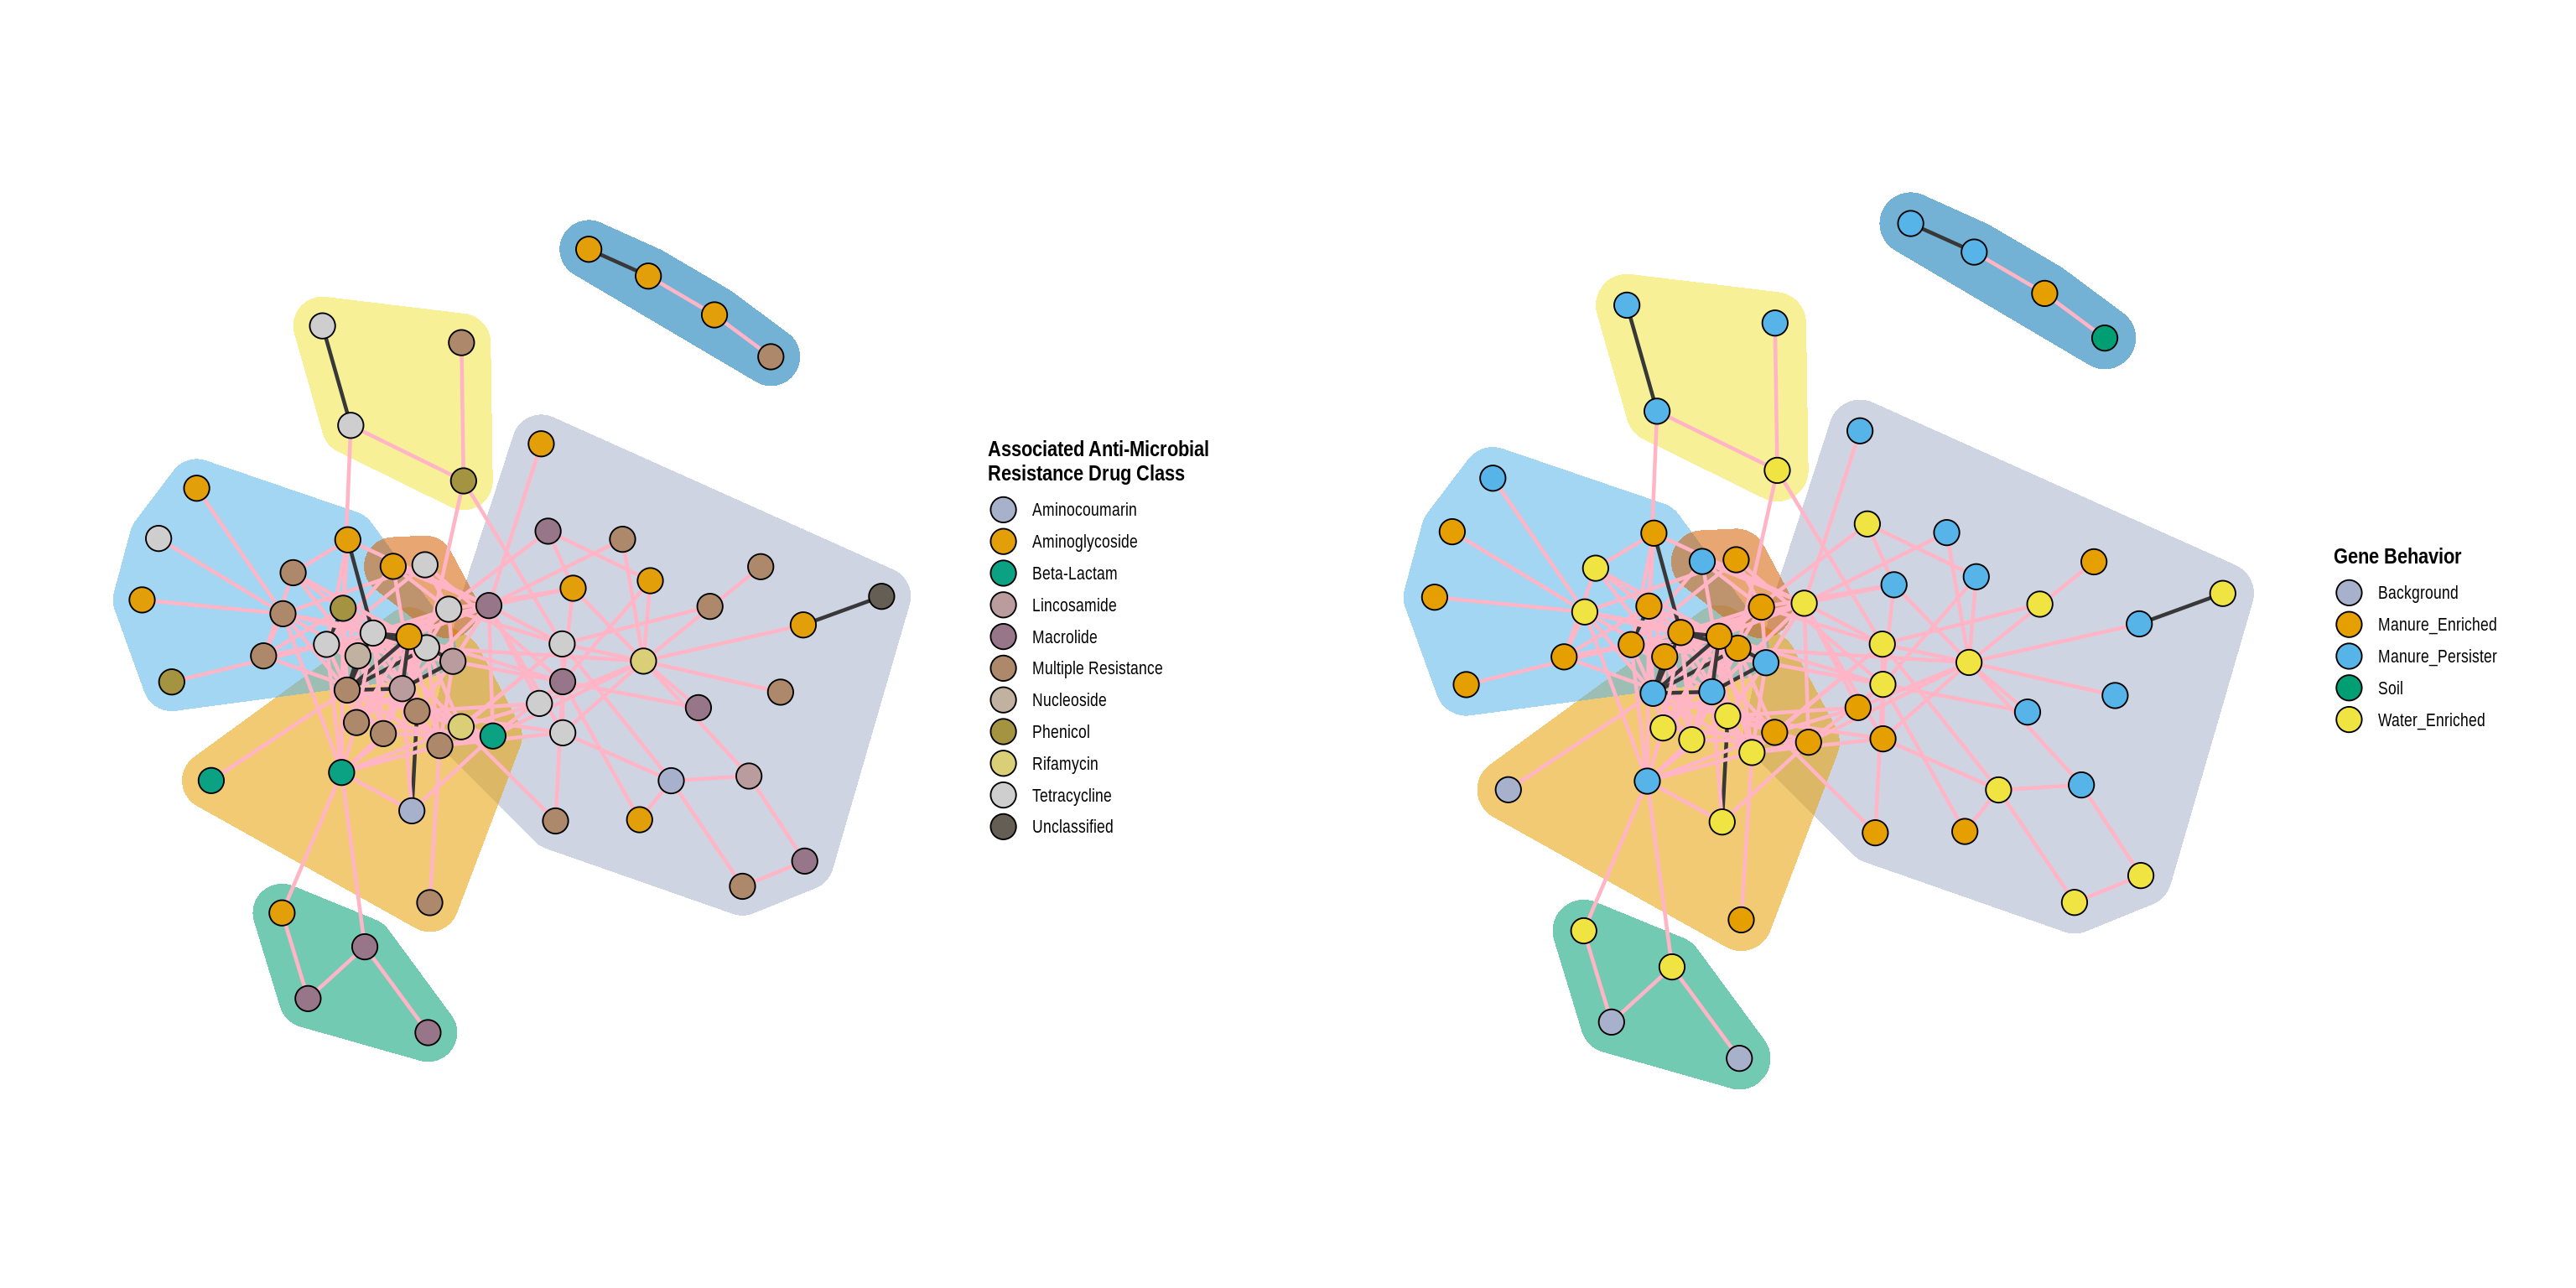 Associated Anti-Microbial
Resistance Drug Class
Aminocoumarin
Aminoglycoside
Beta-Lactam
Lincosamide
Macrolide
Multiple Resistance
Nucleoside
Phenicol
Rifamycin
Tetracycline
Unclassified
Gene Behavior
Background
Manure_Enriched
Manure_Persister
Soil
Water_Enriched